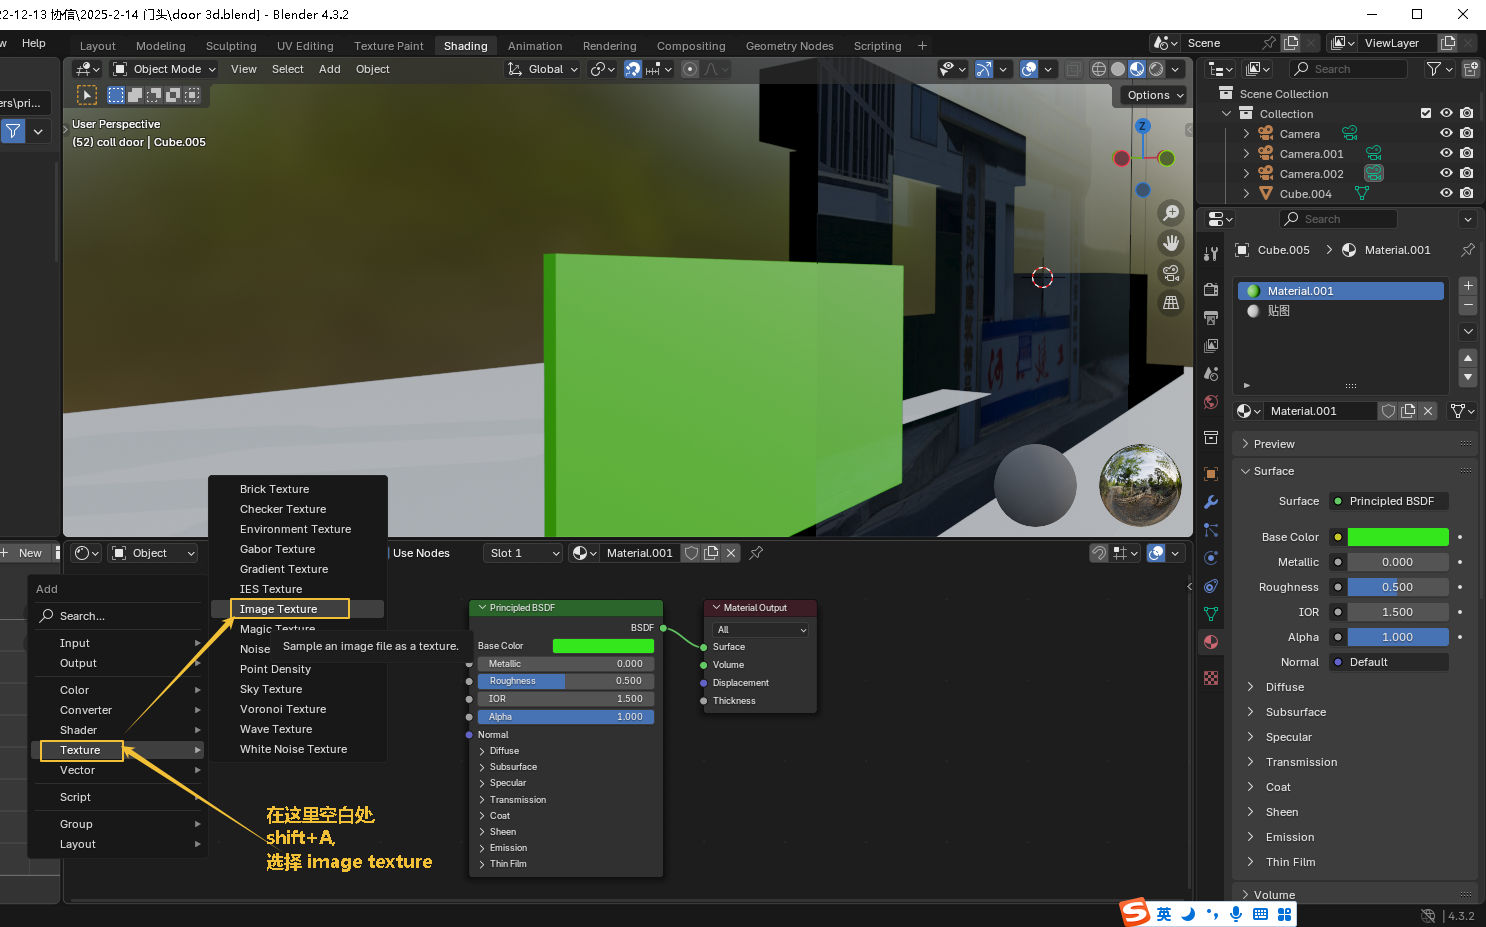 22-12-13 协信\2025-2-14 门头\door 3d.blend] - Blender 4.3.2
w Help Layout Modeling Sculpting UV Editing Texture Paint Shading Animation Rendering Compositing Geometry Nodes Scripting + Scene ViewLayer
Object Mode View Select Add Object Global Search
Options
ers\pri...
User Perspective
(52) coll door | Cube.005
Z
Scene Collection
Collection
Camera
Camera.001
Camera.002
Cube.004
Search
Cube.005 > Material.001
Material.001
贴图
Material.001
Preview
Surface
Surface Principled BSDF
Base Color
Metallic 0.000
Roughness 0.500
IOR 1.500
Alpha 1.000
Normal Default
Diffuse
Subsurface
Specular
Transmission
Coat
Sheen
Emission
Thin Film
Volume
+ New Object Use Nodes Slot 1 Material.001
Add
Search...
Input
Output
Color
Converter
Shader
Texture
Vector
Script
Group
Layout
Brick Texture
Checker Texture
Environment Texture
Gabor Texture
Gradient Texture
IES Texture
Image Texture
Magic Texture
Noise
Point Density
Sky Texture
Voronoi Texture
Wave Texture
White Noise Texture
Sample an image file as a texture.
在这里空白处
shift+A,
选择 image texture
Principled BSDF
BSDF
Base Color
Metallic 0.000
Roughness 0.500
IOR 1.500
Alpha 1.000
Normal
Diffuse
Subsurface
Specular
Transmission
Coat
Sheen
Emission
Thin Film
Material Output
All
Surface
Volume
Displacement
Thickness
S 英
4.3.2